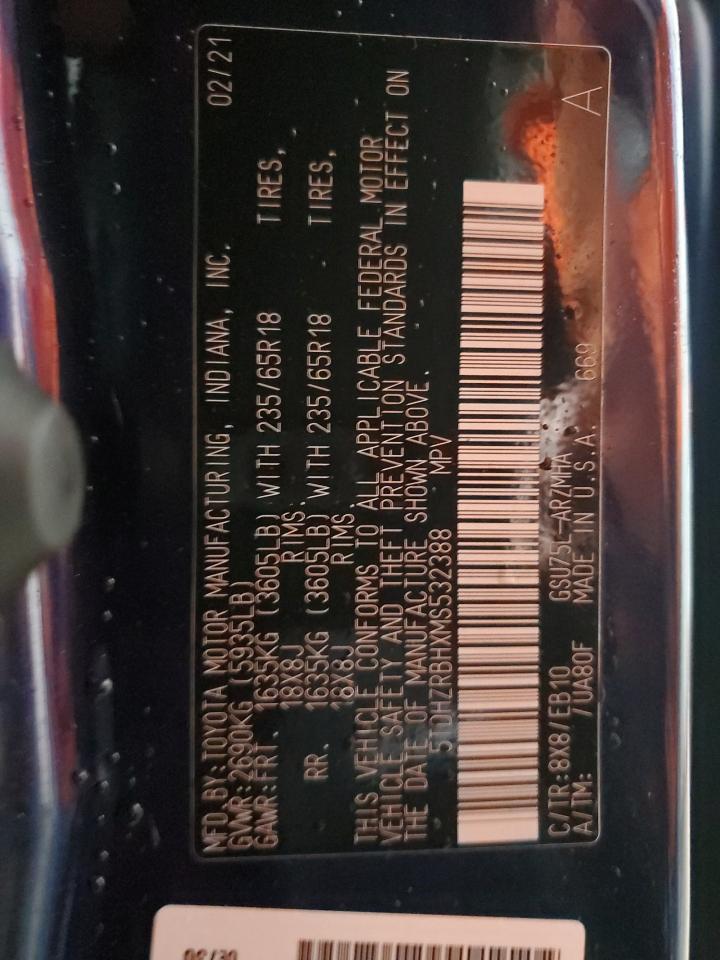 MFD BY: TOYOTA MOTOR MANUFACTURING, INDIANA, INC. 02/21
GVWR: 2690KG (5935LB)
GAWR: FRT. 1635KG (3605LB) WITH 235/65R18 TIRES,
18X8J RIMS.
RR. 1635KG (3605LB) WITH 235/65R18 TIRES,
18X8J RIMS
THIS VEHICLE CONFORMS TO ALL APPLICABLE FEDERAL MOTOR
VEHICLE SAFETY AND THEFT PREVENTION STANDARDS IN EFFECT ON
THE DATE OF MANUFACTURE SHOWN ABOVE.
5TDHZRBHXMS532388 MPV
C/TR: 8X8/EB10 GSU75L-ARZMHA
A/TM: /UA80F MADE IN U.S.A. 669 A